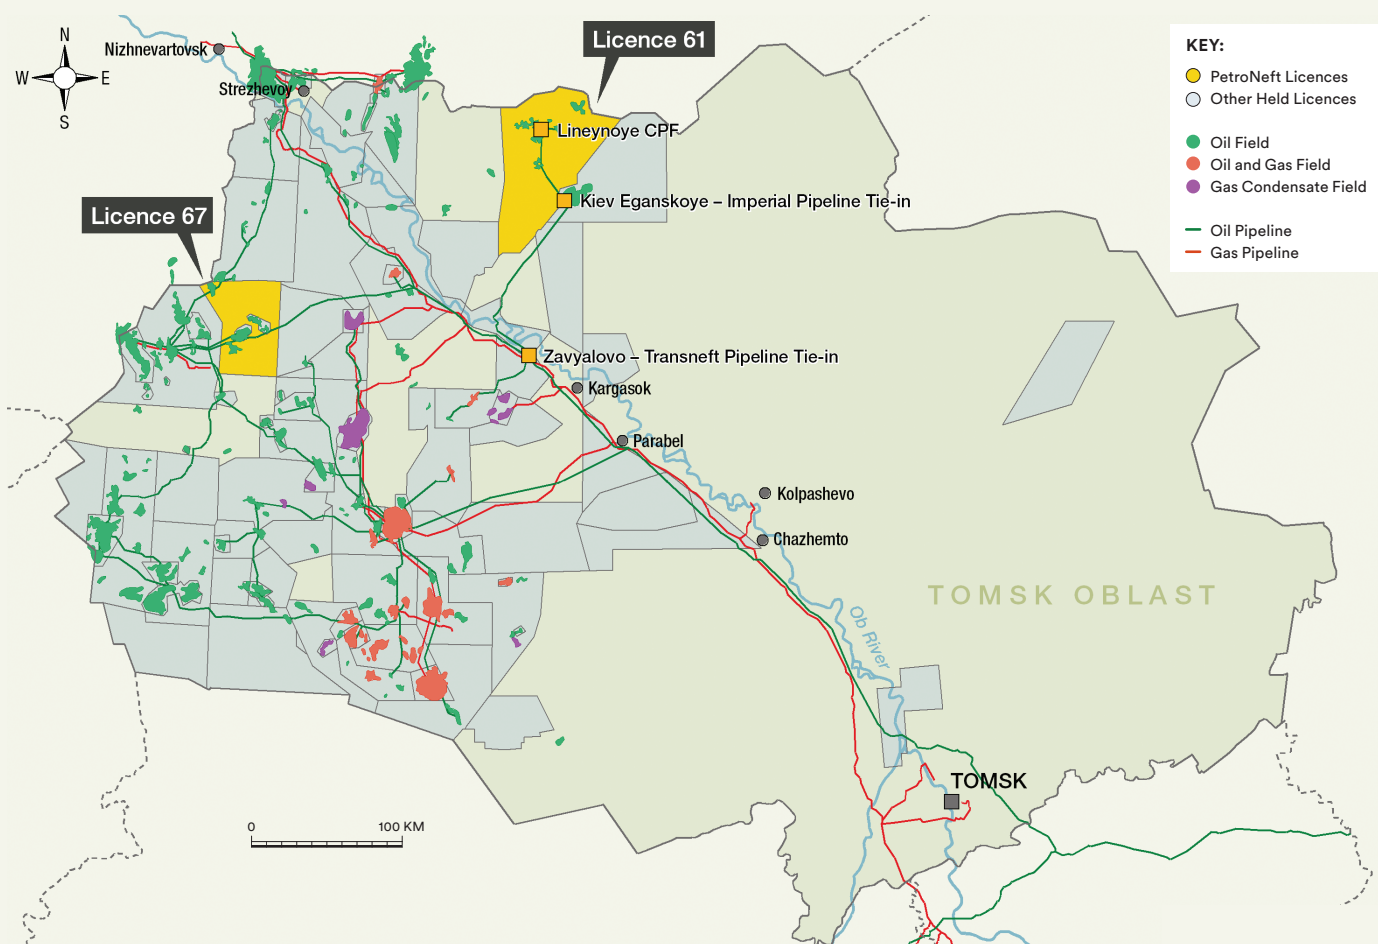 Licence 61
KEY:
N
Nizhnevartovsk
W
E
PetroNeft Licences
Strezhevoy
Other Held Licences
S
Lineynoye CPF
Oil Field
Oil and Gas Field
Gas Condensate Field
Kiev Eganskoye – Imperial Pipeline Tie-in
Licence 67
Oil Pipeline
Gas Pipeline
Zavyalovo – Transneft Pipeline Tie-in
Kargasok
Parabel
Kolpashevo
Chazhemto
TOMSK OBLAST
Ob River
TOMSK
0
100 KM